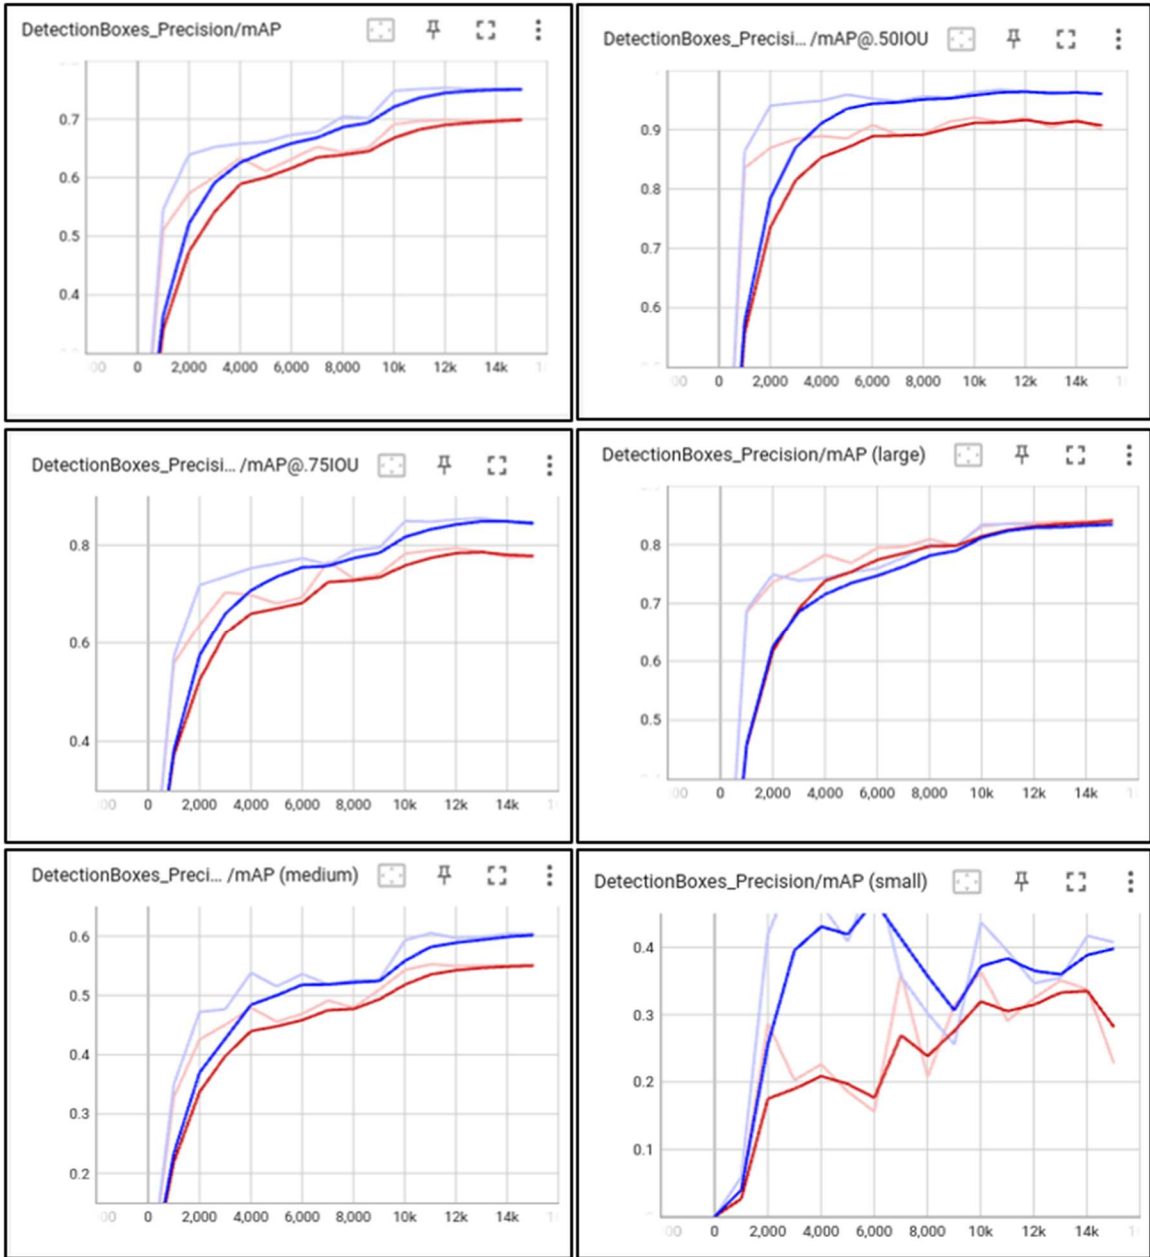 DetectionBoxes_Precision/mAP
0.7
0.6
0.5
0.4
00 0 2,000 4,000 6,000 8,000 10k 12k 14k
DetectionBoxes_Precisi... /mAP@.50IOU
0.9
0.8
0.7
0.6
00 0 2,000 4,000 6,000 8,000 10k 12k 14k
DetectionBoxes_Precisi... /mAP@.75IOU
0.8
0.6
0.4
00 0 2,000 4,000 6,000 8,000 10k 12k 14k
DetectionBoxes_Precision/mAP (large)
0.8
0.7
0.6
0.5
00 0 2,000 4,000 6,000 8,000 10k 12k 14k
DetectionBoxes_Preci... /mAP (medium)
0.6
0.5
0.4
0.3
0.2
00 0 2,000 4,000 6,000 8,000 10k 12k 14k
DetectionBoxes_Precision/mAP (small)
0.4
0.3
0.2
0.1
00 0 2,000 4,000 6,000 8,000 10k 12k 14k